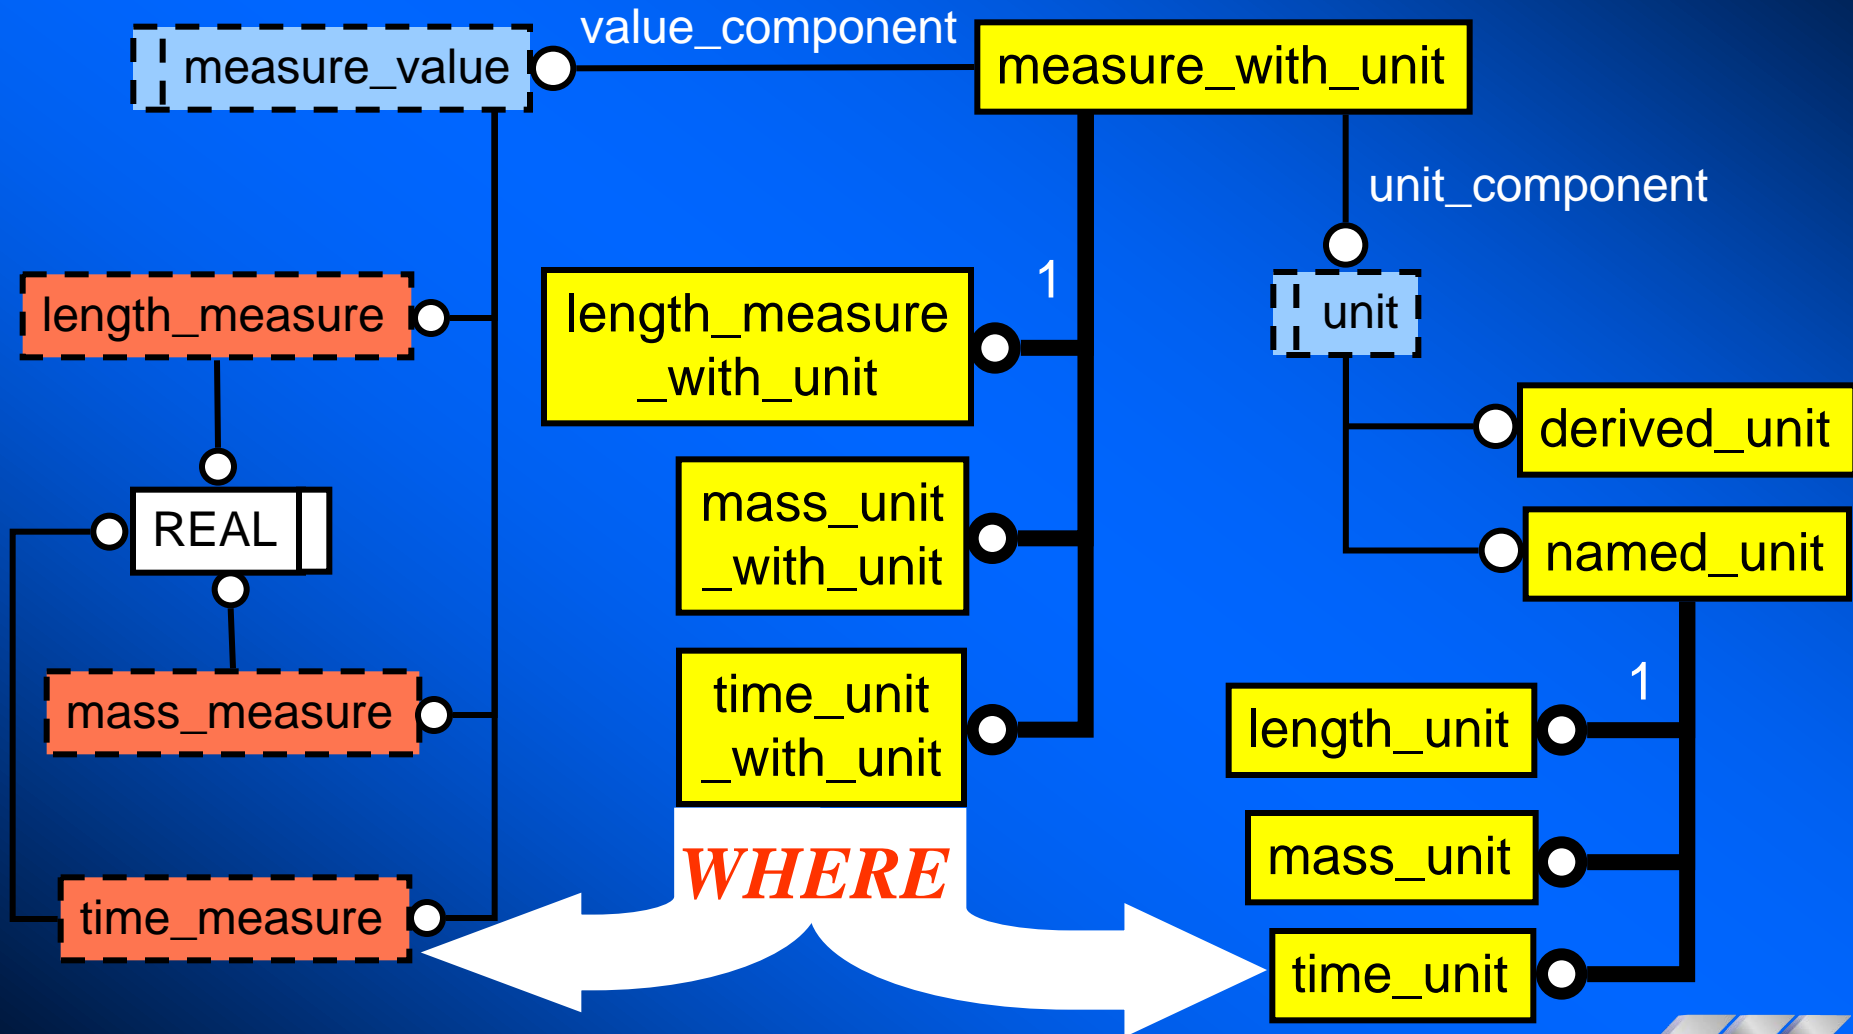 value_component
measure_value
measure_with_unit
unit_component
1
length_measure
length_measure
_with_unit
unit
derived_unit
mass_unit
_with_unit
REAL
named_unit
time_unit
_with_unit
1
mass_measure
length_unit
WHERE
mass_unit
time_measure
time_unit